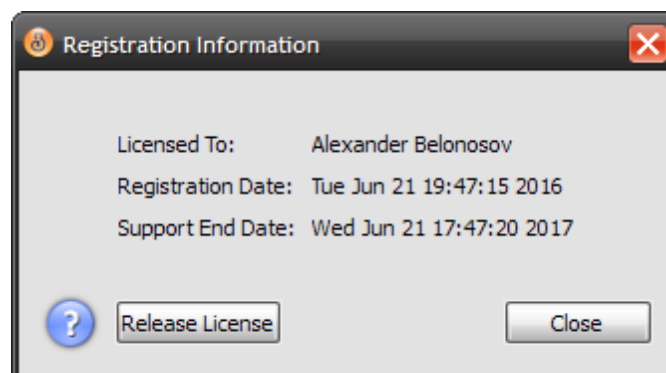 Registration Information
Licensed To: Alexander Belonosov
Registration Date: Tue Jun 21 19:47:15 2016
Support End Date: Wed Jun 21 17:47:20 2017
? Release License Close